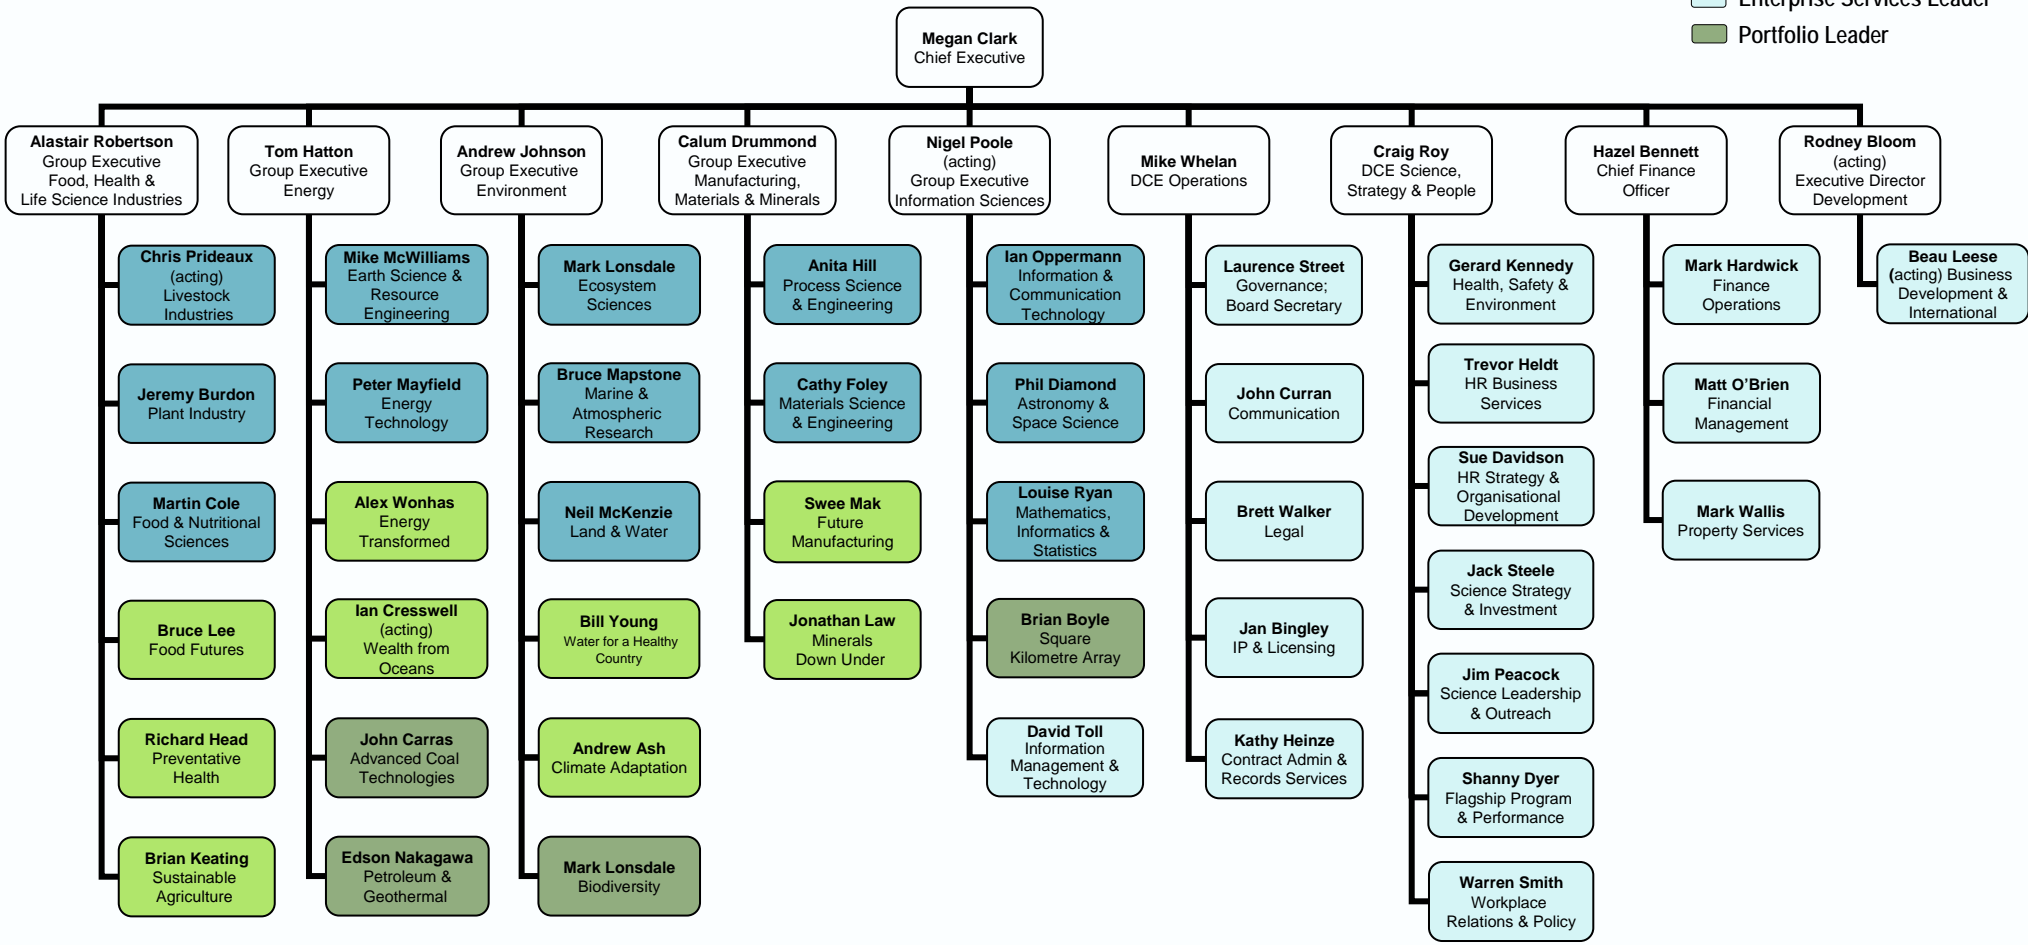 Enterprise Services Leader
Portfolio Leader
Megan Clark
Chief Executive
Alastair Robertson
Group Executive
Food, Health &
Life Science Industries
Tom Hatton
Group Executive
Energy
Andrew Johnson
Group Executive
Environment
Calum Drummond
Group Executive
Manufacturing,
Materials & Minerals
Nigel Poole
(acting)
Group Executive
Information Sciences
Mike Whelan
DCE Operations
Craig Roy
DCE Science,
Strategy & People
Hazel Bennett
Chief Finance
Officer
Rodney Bloom
(acting)
Executive Director
Development
Chris Prideaux
(acting)
Livestock
Industries
Jeremy Burdon
Plant Industry
Martin Cole
Food & Nutritional
Sciences
Bruce Lee
Food Futures
Richard Head
Preventative
Health
Brian Keating
Sustainable
Agriculture
Mike McWilliams
Earth Science &
Resource
Engineering
Peter Mayfield
Energy
Technology
Alex Wonhas
Energy
Transformed
Ian Cresswell
(acting)
Wealth from
Oceans
John Carras
Advanced Coal
Technologies
Edson Nakagawa
Petroleum &
Geothermal
Mark Lonsdale
Ecosystem
Sciences
Bruce Mapstone
Marine &
Atmospheric
Research
Neil McKenzie
Land & Water
Bill Young
Water for a Healthy
Country
Andrew Ash
Climate Adaptation
Mark Lonsdale
Biodiversity
Anita Hill
Process Science
& Engineering
Cathy Foley
Materials Science
& Engineering
Swee Mak
Future
Manufacturing
Jonathan Law
Minerals
Down Under
Ian Oppermann
Information &
Communication
Technology
Phil Diamond
Astronomy &
Space Science
Louise Ryan
Mathematics,
Informatics &
Statistics
Brian Boyle
Square
Kilometre Array
David Toll
Information
Management &
Technology
Laurence Street
Governance;
Board Secretary
John Curran
Communication
Brett Walker
Legal
Jan Bingley
IP & Licensing
Kathy Heinze
Contract Admin &
Records Services
Gerard Kennedy
Health, Safety &
Environment
Trevor Heldt
HR Business
Services
Sue Davidson
HR Strategy &
Organisational
Development
Jack Steele
Science Strategy
& Investment
Jim Peacock
Science Leadership
& Outreach
Shanny Dyer
Flagship Program
& Performance
Warren Smith
Workplace
Relations & Policy
Mark Hardwick
Finance
Operations
Matt O’Brien
Financial
Management
Mark Wallis
Property Services
Beau Leese
(acting) Business
Development &
International